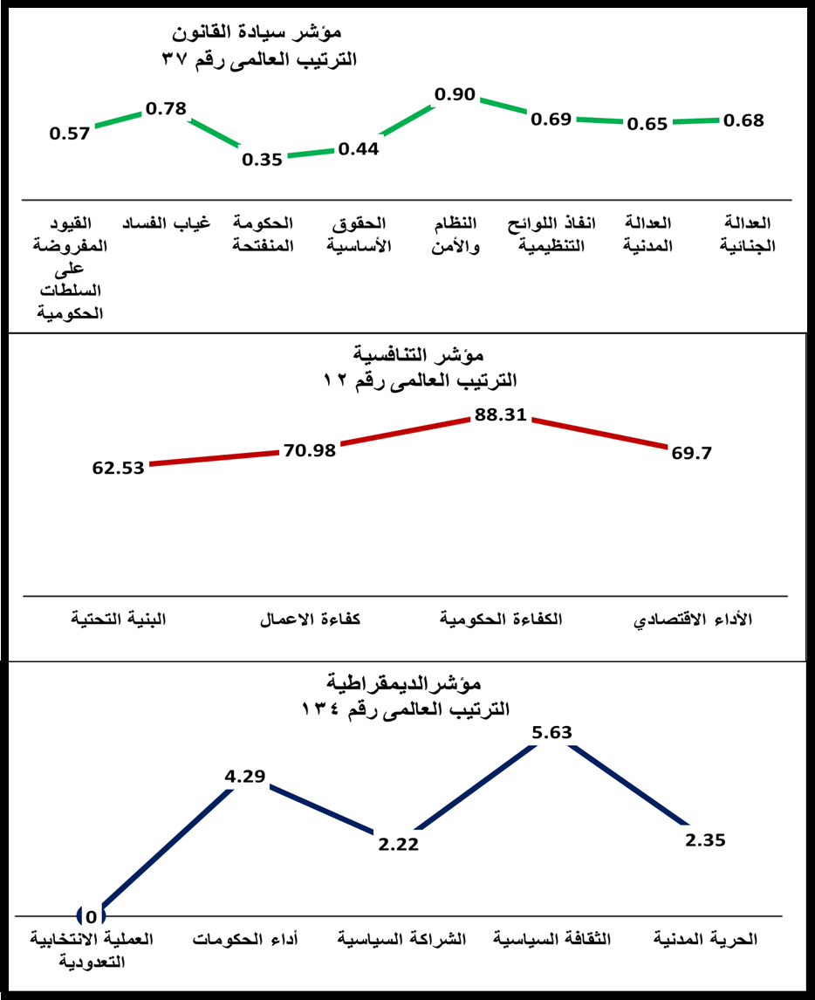 مؤشر سيادة القانون
الترتيب العالمى رقم ٣٧
0.57
0.78
0.35
0.44
0.90
0.69
0.65
0.68
القيود المفروضة على السلطات الحكومية
غياب الفساد
الحكومة المنفتحة
الحقوق الأساسية
النظام والأمن
انفاذ اللوائح التنظيمية
العدالة المدنية
العدالة الجنائية
مؤشر التنافسية
الترتيب العالمى رقم ١٢
62.53
70.98
88.31
69.7
البنية التحتية
كفاءة الاعمال
الكفاءة الحكومية
الأداء الاقتصادي
مؤشرالديمقراطية
الترتيب العالمى رقم ١٣٤
0
4.29
2.22
5.63
2.35
العملية الانتخابية التعدودية
أداء الحكومات
الشراكة السياسية
الثقافة السياسية
الحرية المدنية